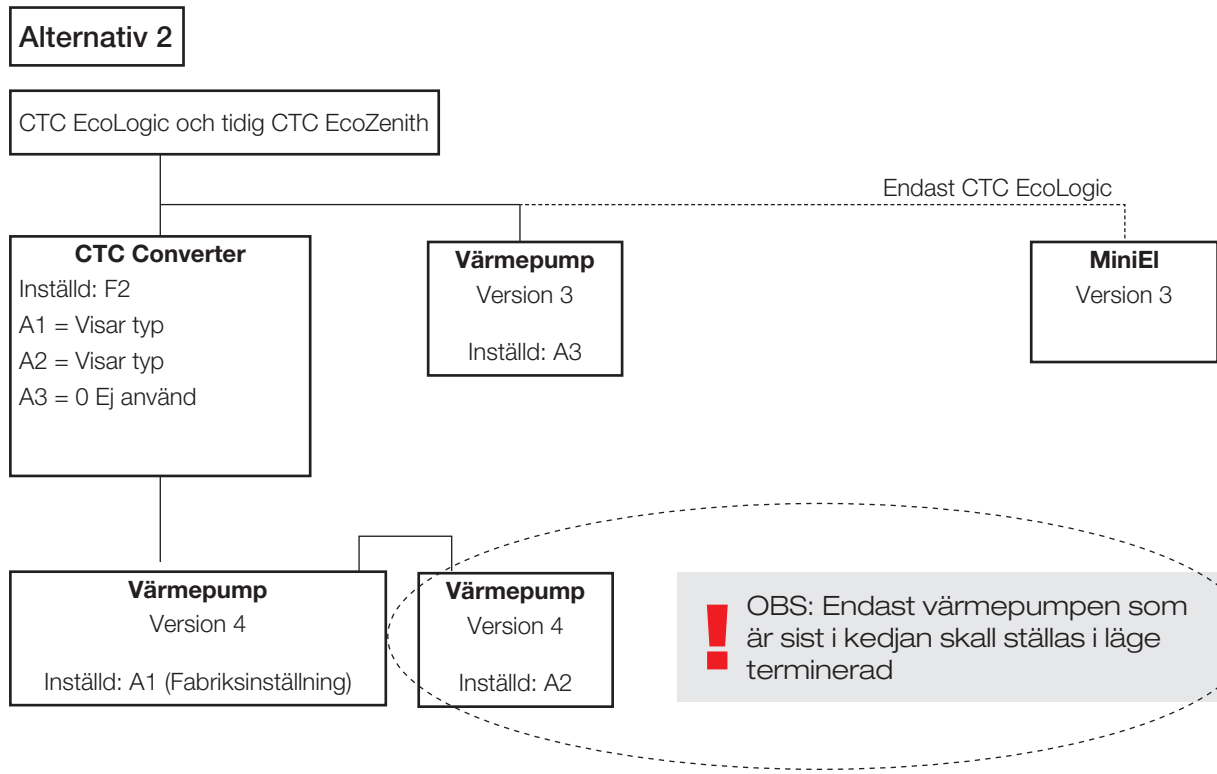 Alternativ 2
CTC EcoLogic och tidig CTC EcoZenith
Endast CTC EcoLogic
CTC Converter
Inställd: F2
A1 = Visar typ
A2 = Visar typ
A3 = 0 Ej använd
Värmepump
Version 3
Inställd: A3
MiniEl
Version 3
Värmepump
Version 4
Inställd: A1 (Fabriksinställning)
Värmepump
Version 4
Inställd: A2
! OBS: Endast värmepumpen som
är sist i kedjan skall ställas i läge
terminerad